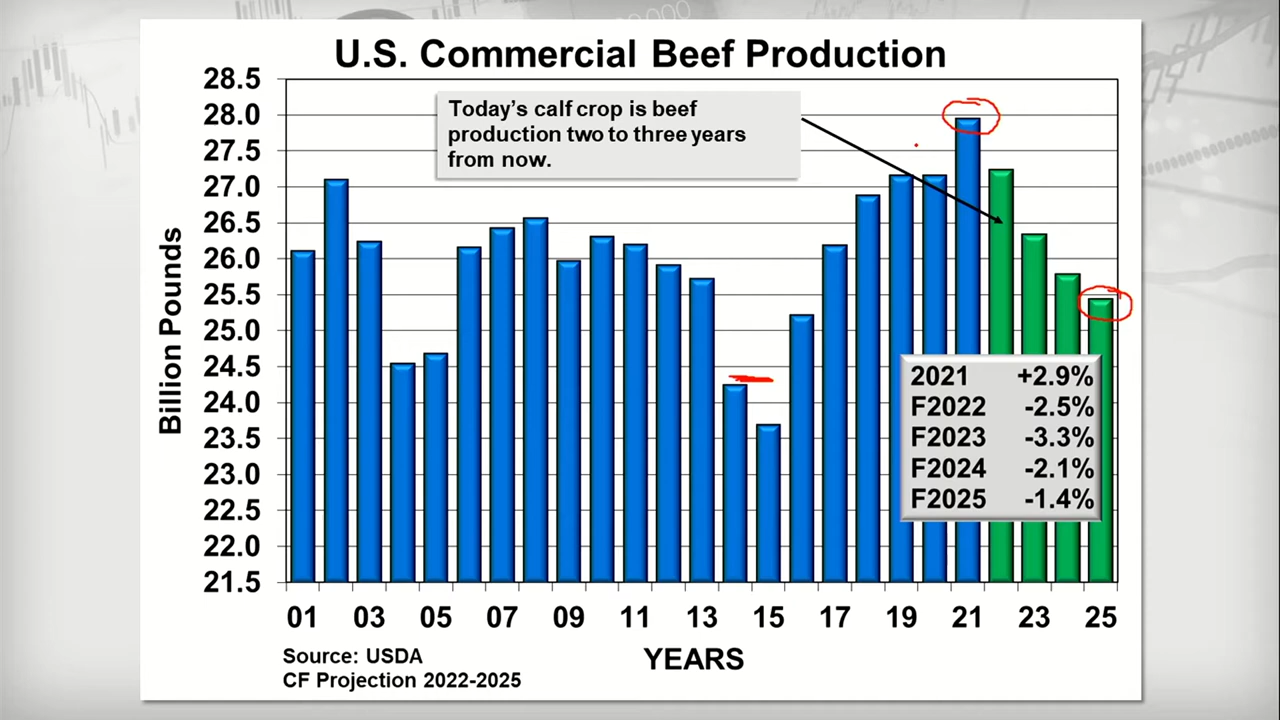 U.S. Commercial Beef Production
28.5
28.0
27.5
27.0
26.5
26.0
25.5
25.0
24.5
24.0
23.5
23.0
22.5
22.0
21.5
Billion Pounds
Today's calf crop is beef
production two to three years
from now.
2021 +2.9%
F2022 -2.5%
F2023 -3.3%
F2024 -2.1%
F2025 -1.4%
01 03 05 07 09 11 13 15 17 19 21 23 25
YEARS
Source: USDA
CF Projection 2022-2025